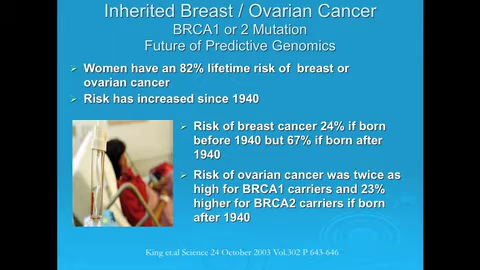 Inherited Breast / Ovarian Cancer
BRCA1 or 2 Mutation
Future of Predictive Genomics
Women have an 82% lifetime risk of breast or
ovarian cancer
Risk has increased since 1940
Risk of breast cancer 24% if born
before 1940 but 67% if born after
1940
Risk of ovarian cancer was twice as
high for BRCA1 carriers and 23%
higher for BRCA2 carriers if born
after 1940
King et.al Science 24 October 2003 Vol.302 P 643-646